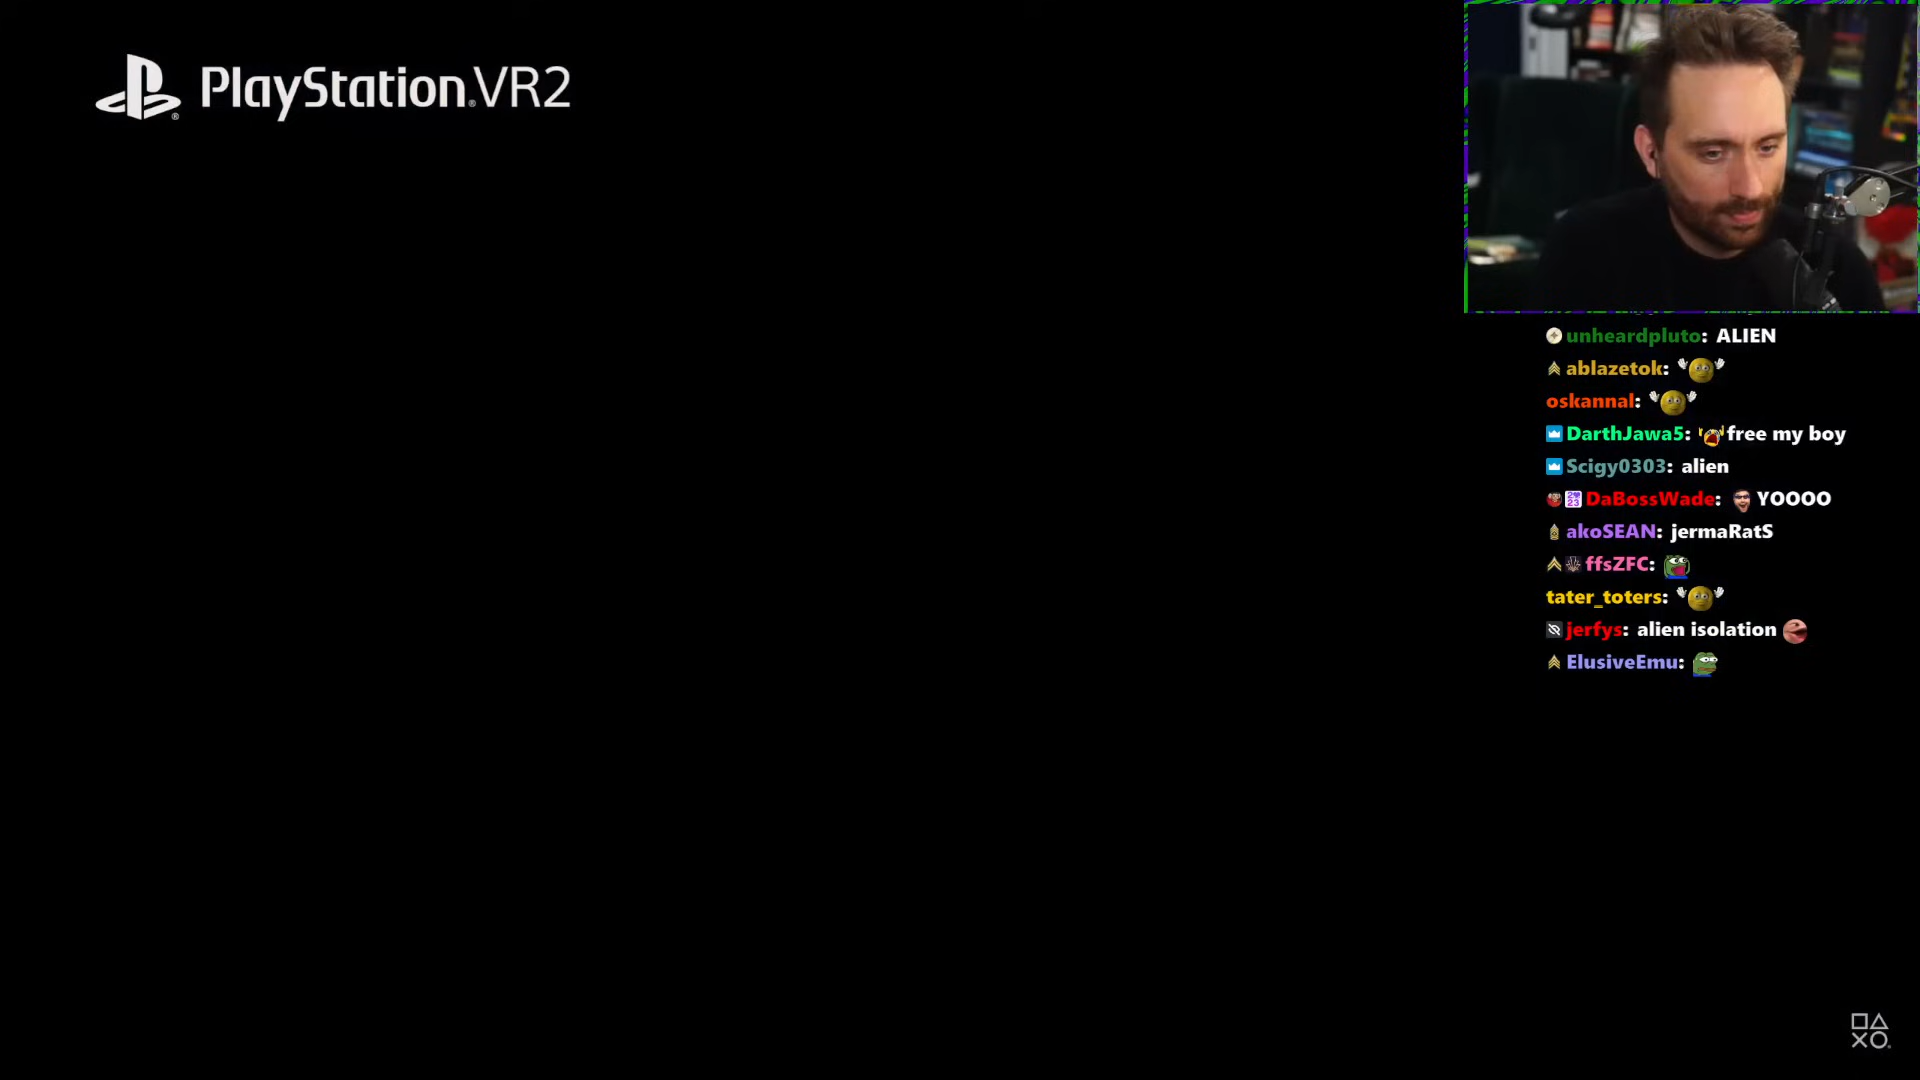 PlayStation®VR2
unheardpluto: ALIEN
ablazetok:
oskannal:
DarthJawa5: free my boy
Scigy0303: alien
DaBossWade: YOOOO
akoSEAN: jermaRatS
ffsZFC:
tater_toters:
jerfys: alien isolation
ElusiveEmu: